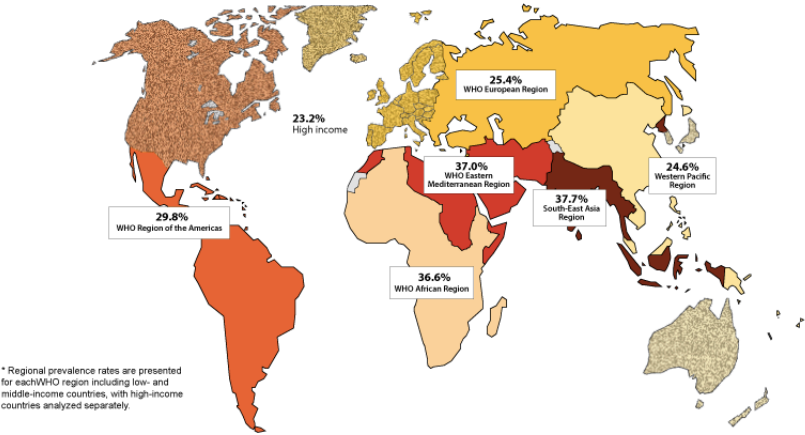 25.4%
WHO European Region
23.2%
High income
37.0%
WHO Eastern
Mediterranean Region
24.6%
Western Pacific
Region
37.7%
South-East Asia
Region
29.8%
WHO Region of the Americas
36.6%
WHO African Region
* Regional prevalence rates are presented
for eachWHO region including low- and
middle-income countries, with high-income
countries analyzed separately.